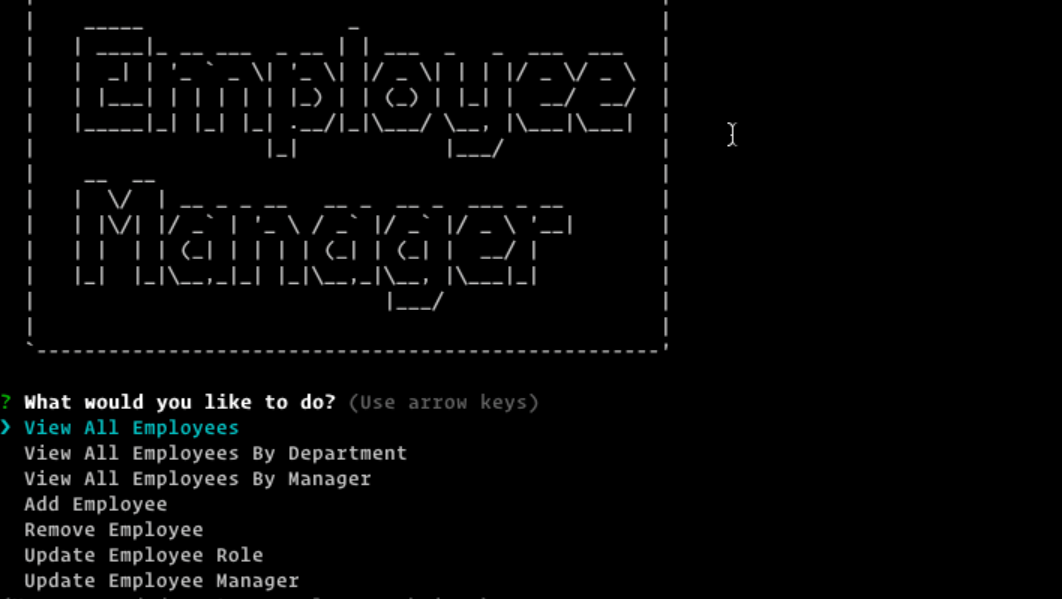 Employee
Manager
? What would you like to do? (Use arrow keys)
❯ View All Employees
View All Employees By Department
View All Employees By Manager
Add Employee
Remove Employee
Update Employee Role
Update Employee Manager